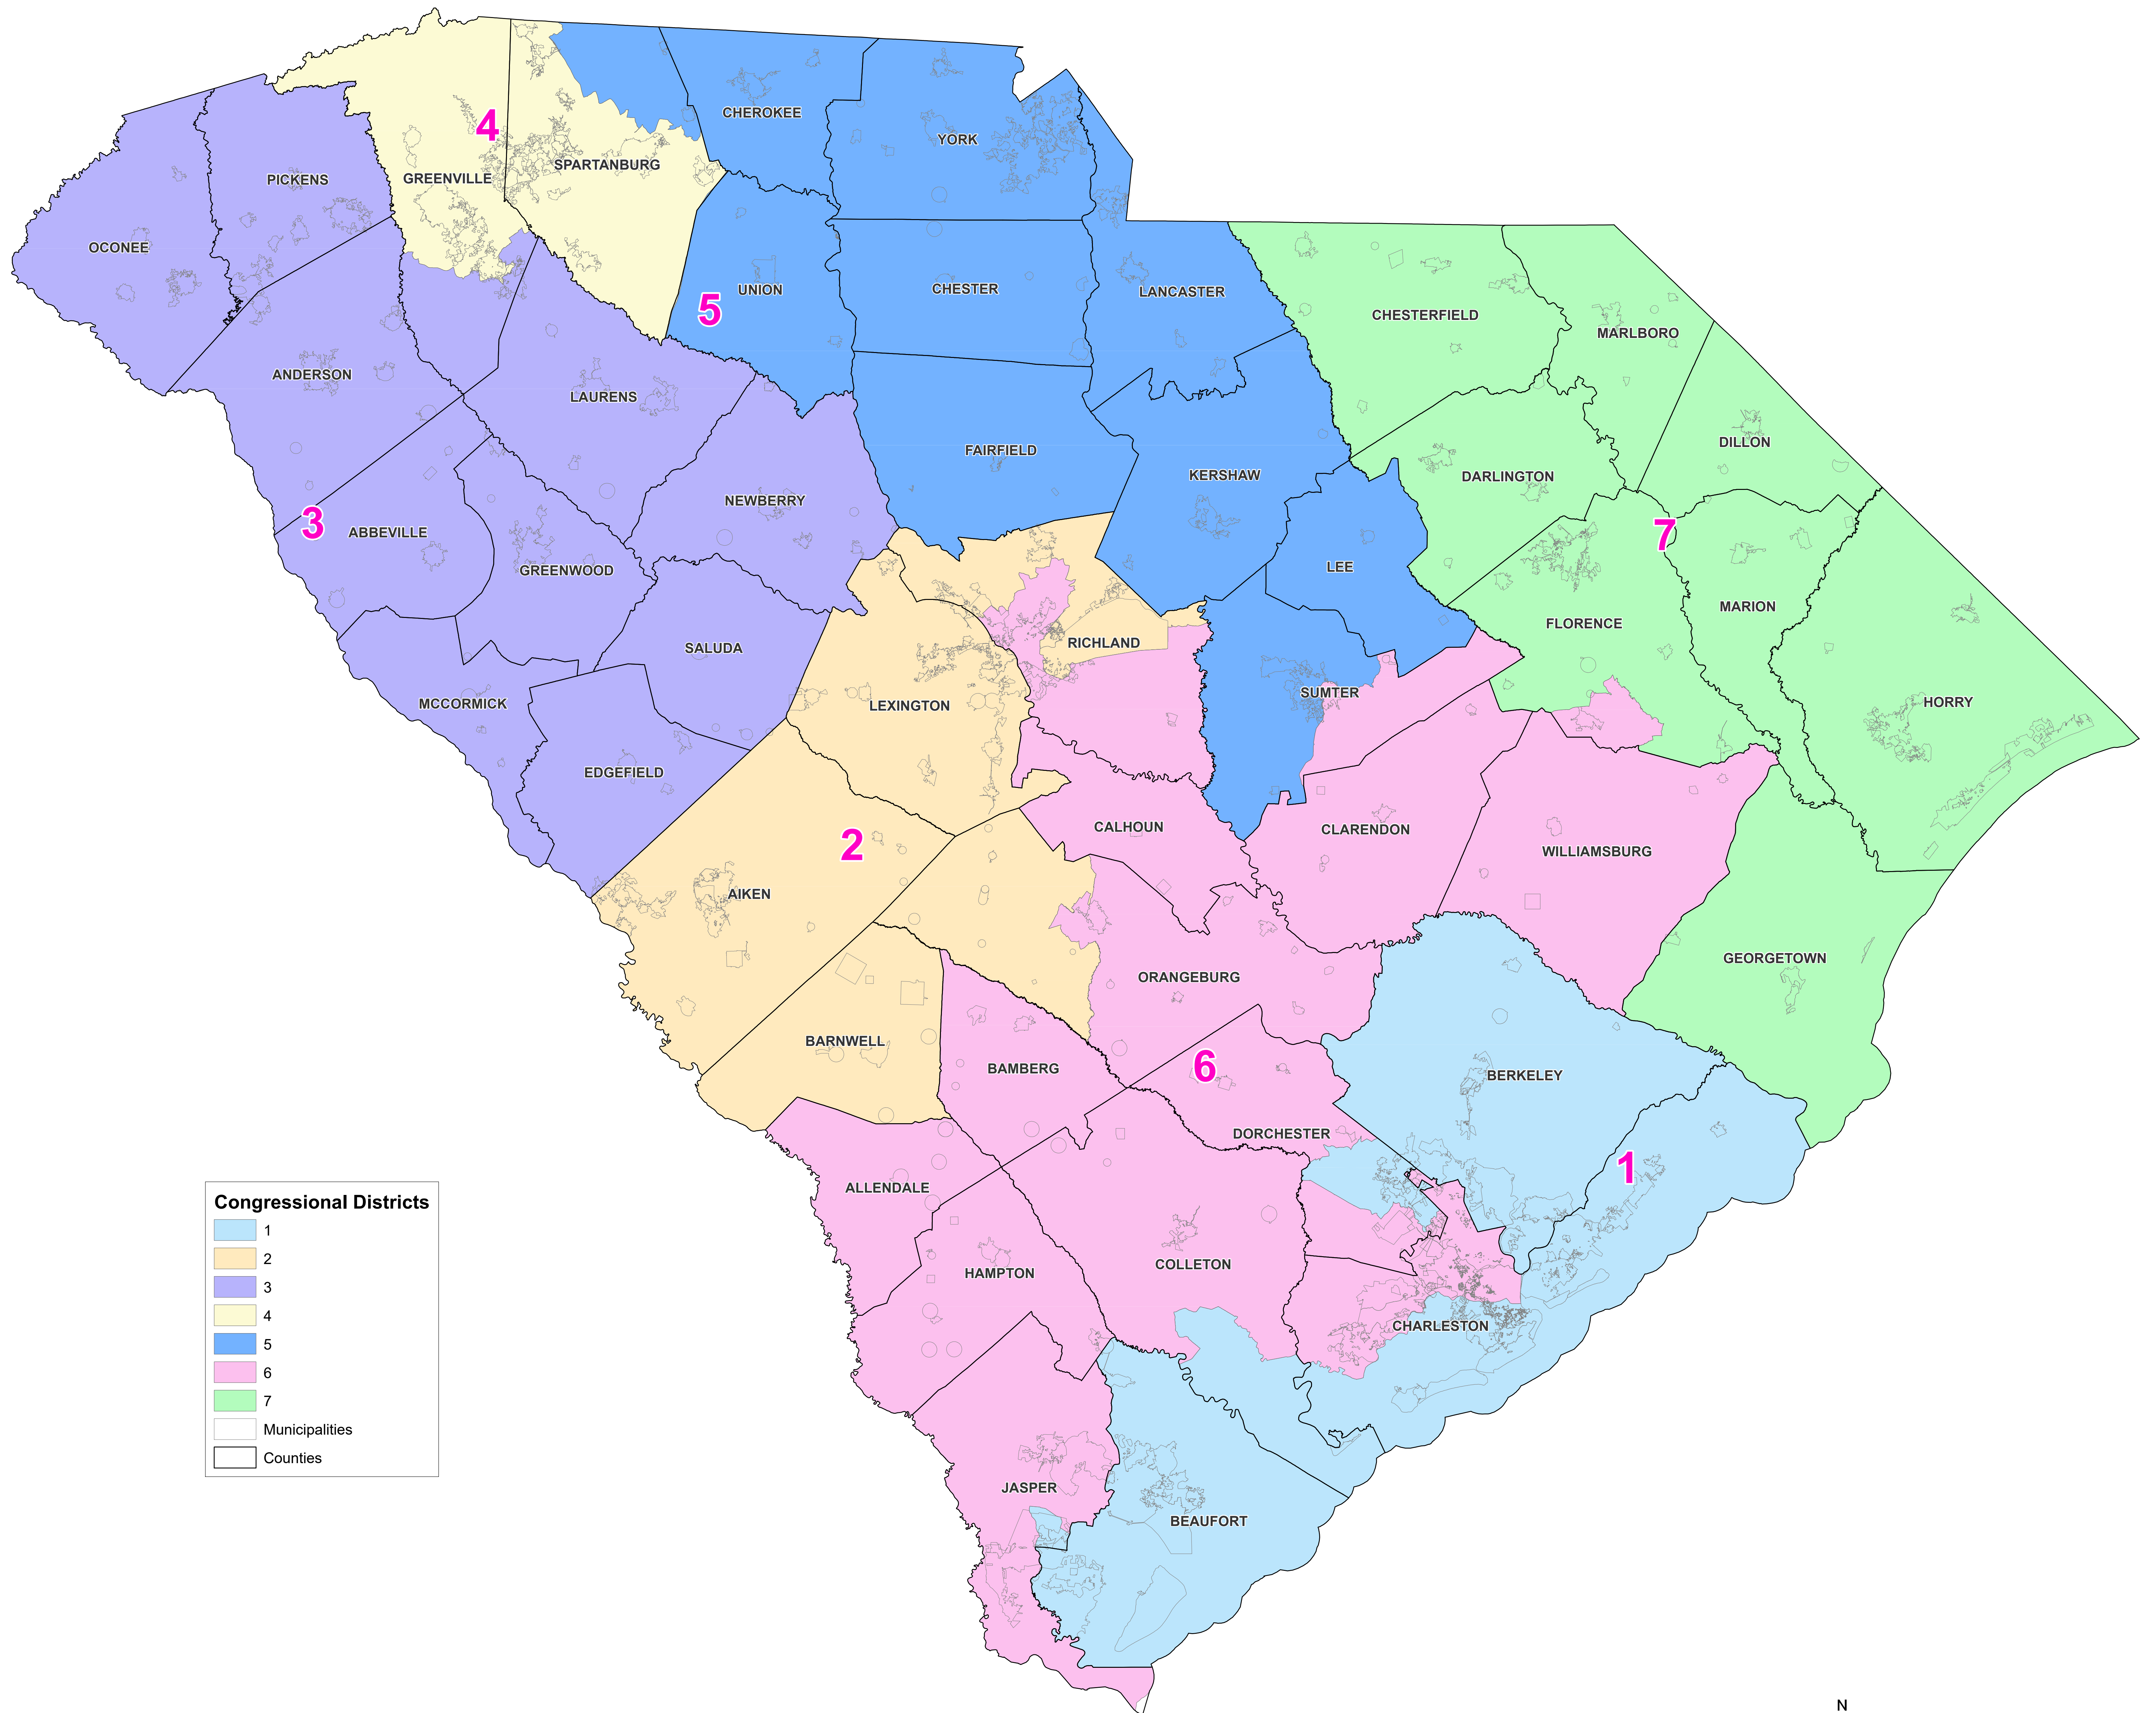 CHEROKEE
4
YORK
SPARTANBURG
PICKENS
GREENVILLE
OCONEE
UNION
CHESTER
LANCASTER
5
CHESTERFIELD
MARLBORO
ANDERSON
LAURENS
DILLON
FAIRFIELD
KERSHAW
DARLINGTON
NEWBERRY
3
ABBEVILLE
7
GREENWOOD
LEE
MARION
FLORENCE
RICHLAND
SALUDA
SUMTER
MCCORMICK
LEXINGTON
HORRY
EDGEFIELD
CALHOUN
CLARENDON
2
WILLIAMSBURG
AIKEN
GEORGETOWN
ORANGEBURG
BARNWELL
BAMBERG
6
BERKELEY
DORCHESTER
1
ALLENDALE
HAMPTON
COLLETON
CHARLESTON
JASPER
BEAUFORT
Congressional Districts
1
2
3
4
5
6
7
Municipalities
Counties
N